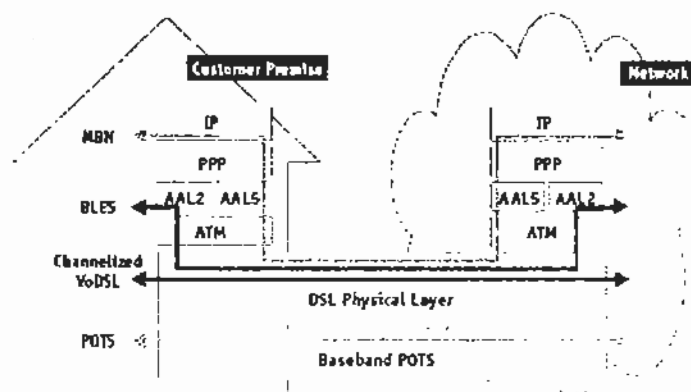 Customer Premise
Network
IP
IP
MBN
PPP
PPP
AAL2 AAL5
AAL5 AAL2
BLES
ATM
ATM
Channelized
VoDSL
DSL Physical Layer
POTS
Baseband POTS